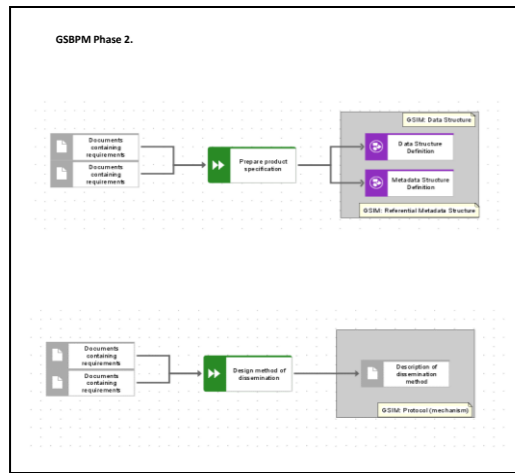 GSBPM Phase 2.
GSIM: Data Structure
Documents
containing
requirements
Documents
containing
requirements
Prepare product
specification
Data Structure
Definition
Metadata Structure
Definition
GSIM: Referential Metadata Structure
Documents
containing
requirements
Documents
containing
requirements
Design method of
dissemination
Description of
dissemination
method
GSIM: Protocol (mechanism)